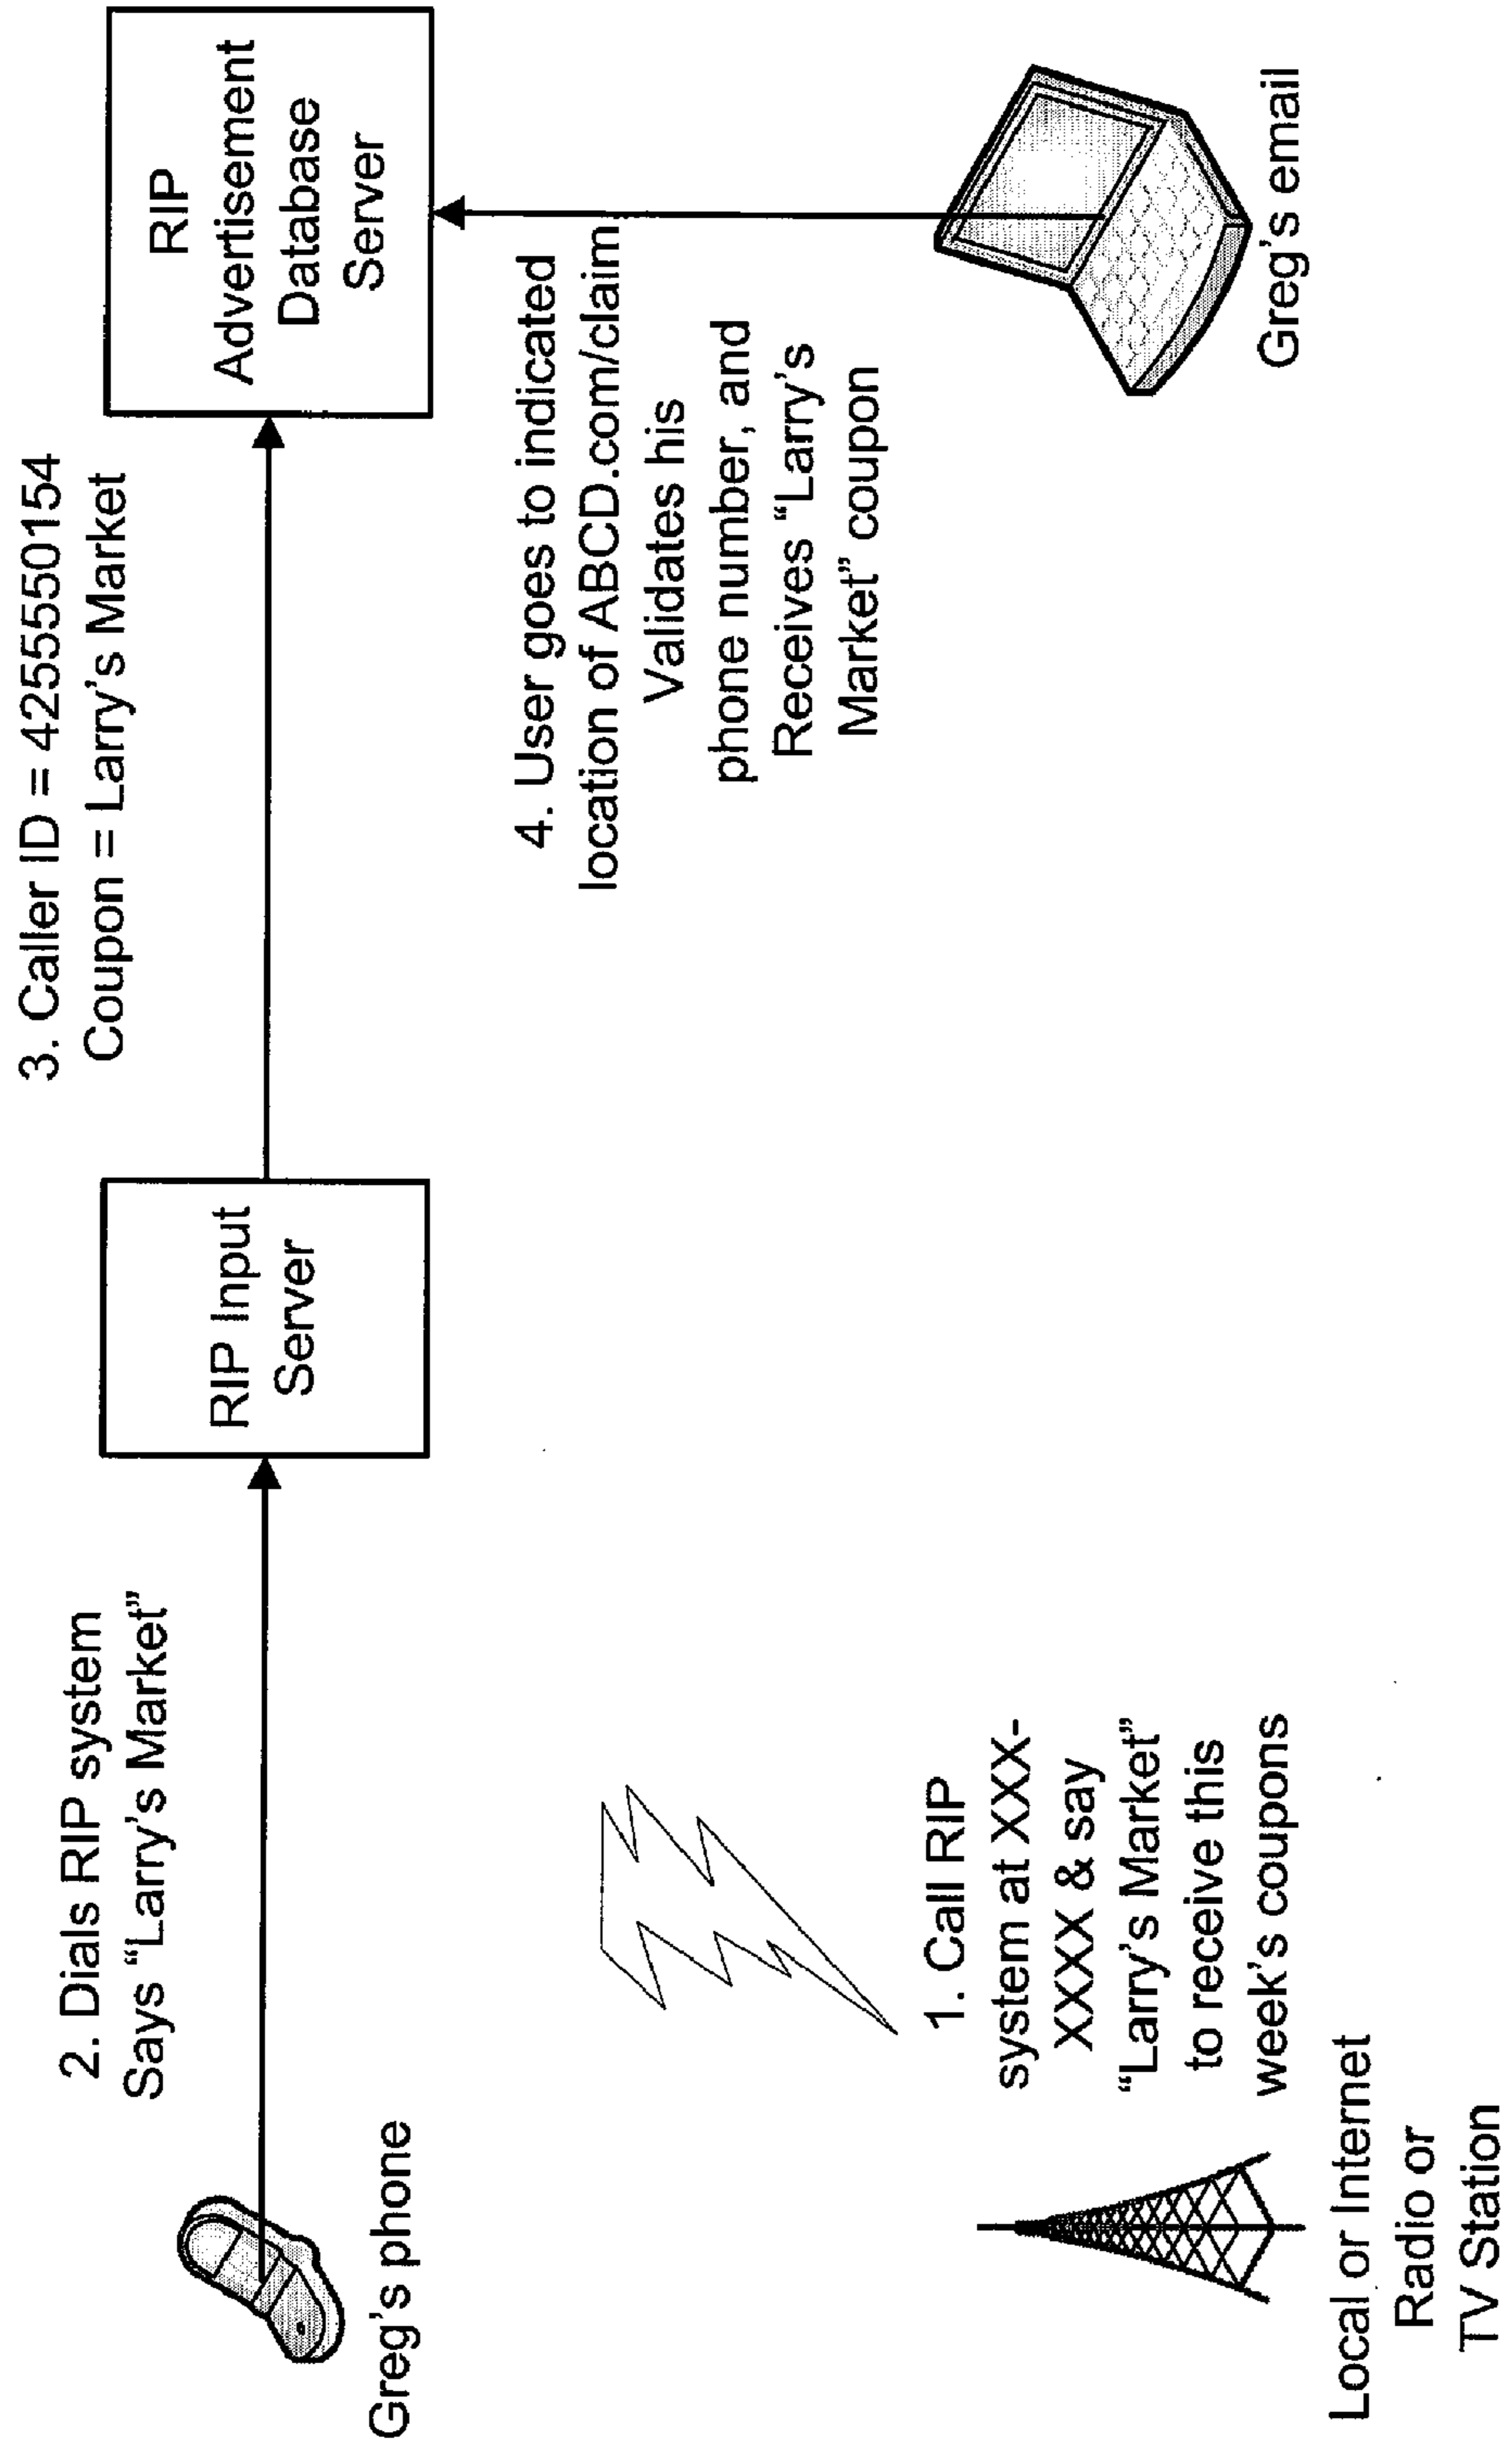 3. Caller ID = 4255550154
Coupon = Larry's Market
2. Dials RIP system
Says “Larry's Market”
RIP Input
Server
RIP
Advertisement
Database
Server
Greg's phone
4. User goes to indicated
location of ABCD.com/claim
Validates his
phone number, and
Receives “Larry's
Market” coupon
1. Call RIP
system at XXX-
XXXX & say
“Larry's Market”
to receive this
week's coupons
Local or Internet
Radio or
TV Station
Greg's email